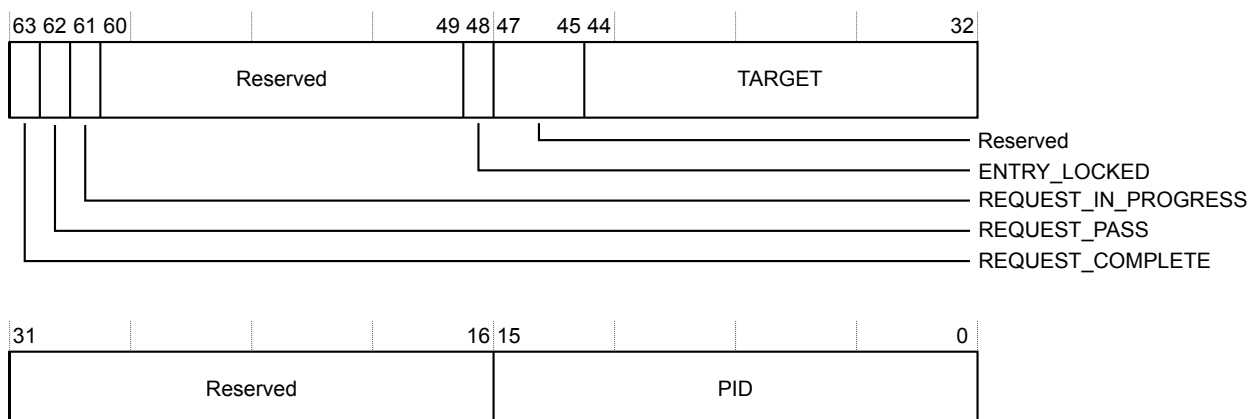 63 62 61 60 49 48 47 45 44 32
Reserved TARGET
Reserved
ENTRY_LOCKED
REQUEST_IN_PROGRESS
REQUEST_PASS
REQUEST_COMPLETE
31 16 15 0
Reserved PID